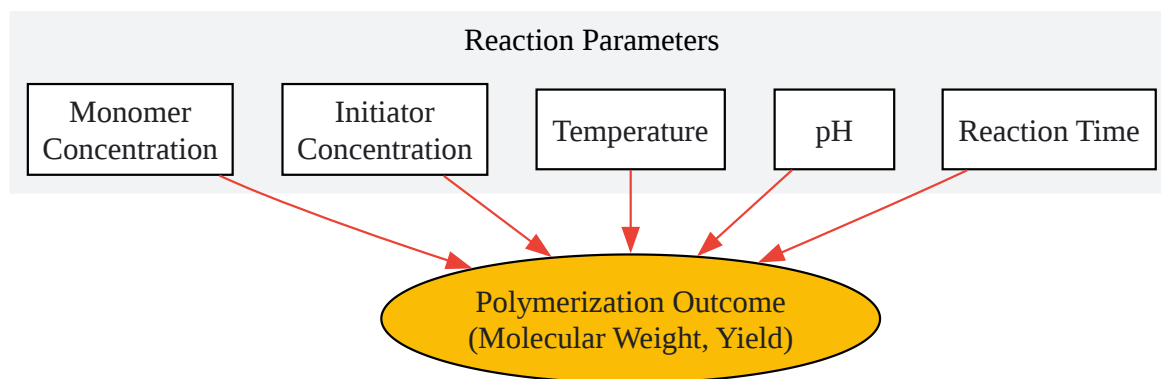 Reaction Parameters
Monomer
Concentration
Initiator
Concentration
Temperature
pH
Reaction Time
Polymerization Outcome
(Molecular Weight, Yield)